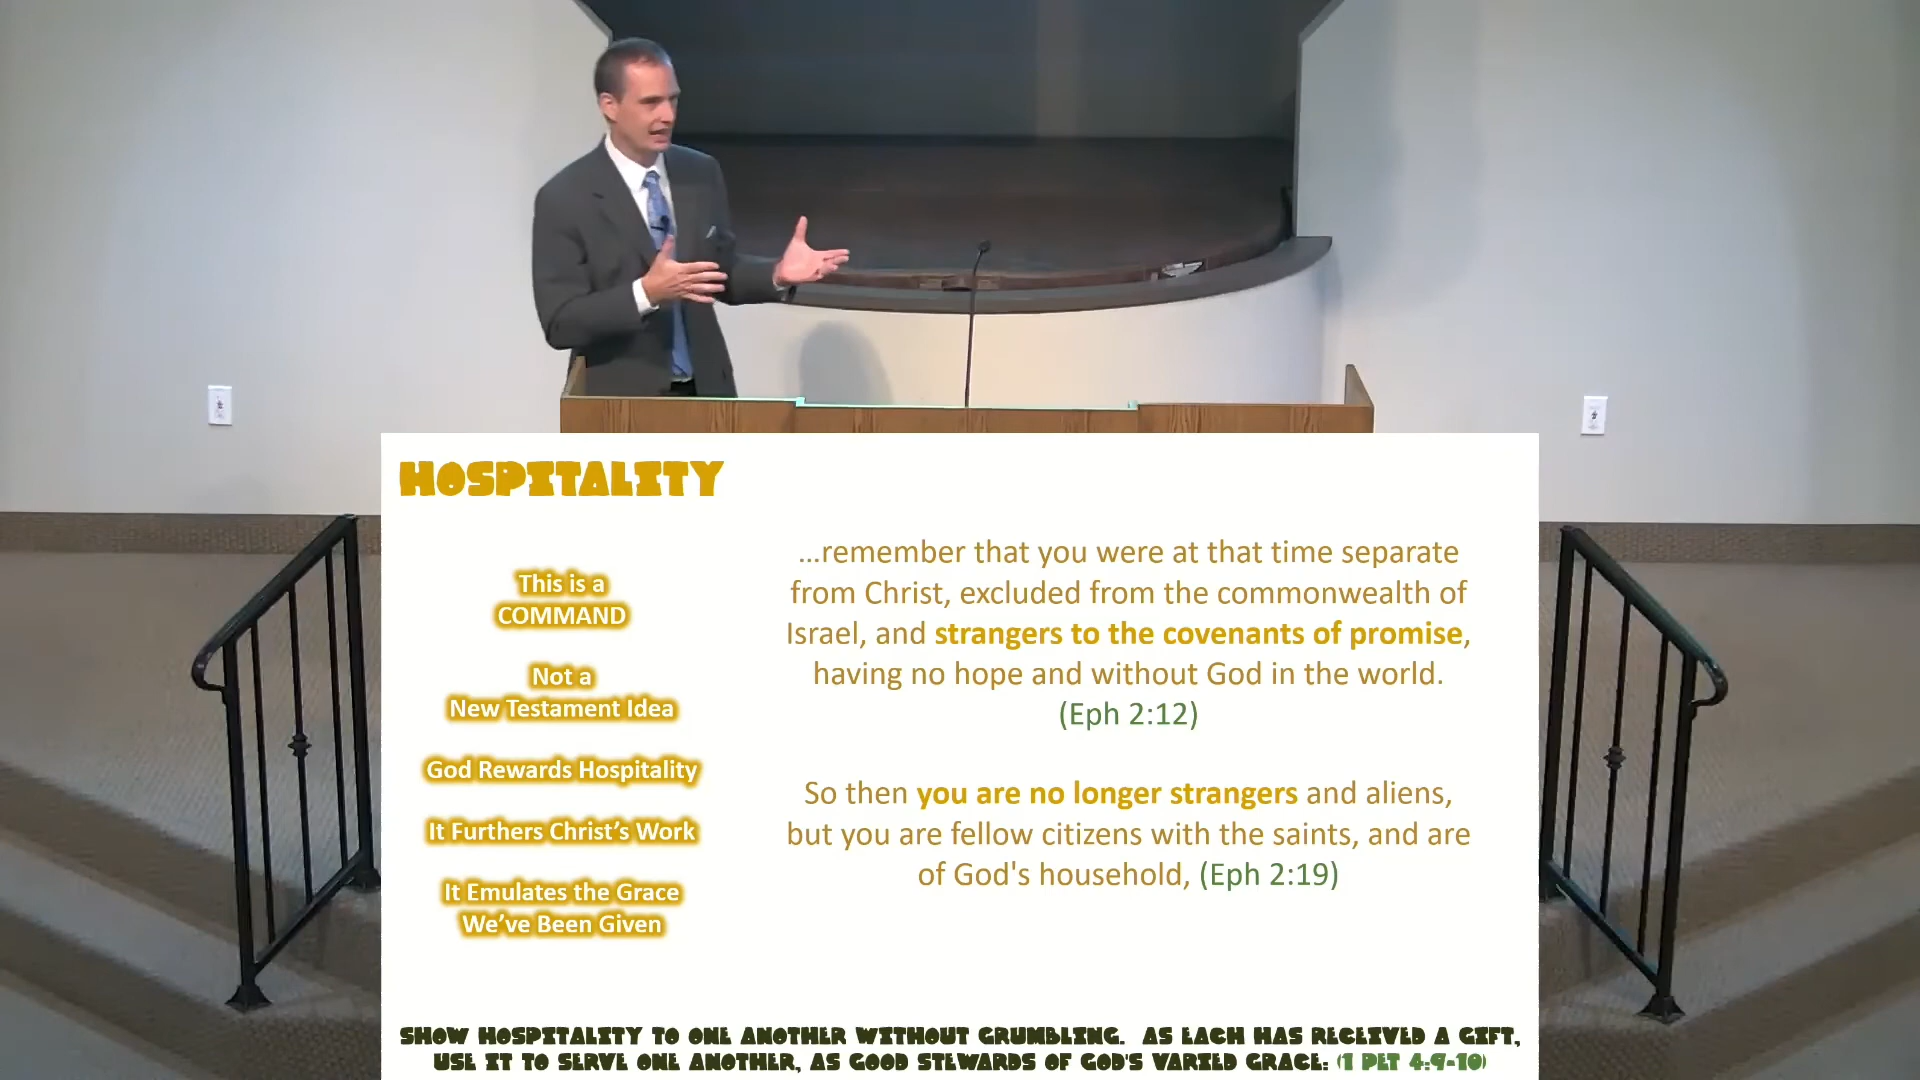 HOSPITALITY
This is a
COMMAND
Not a
New Testament Idea
God Rewards Hospitality
It Furthers Christ's Work
It Emulates the Grace
We've Been Given
...remember that you were at that time separate
from Christ, excluded from the commonwealth of
Israel, and strangers to the covenants of promise,
having no hope and without God in the world.
(Eph 2:12)
So then you are no longer strangers and aliens,
but you are fellow citizens with the saints, and are
of God's household, (Eph 2:19)
SHOW HOSPITALITY TO ONE ANOTHER WITHOUT GRUMBLING. AS EACH HAS RECEIVED A GIFT,
USE IT TO SERVE ONE ANOTHER, AS GOOD STEWARDS OF GOD'S VARIED GRACE: (1 PET 4:9-10)